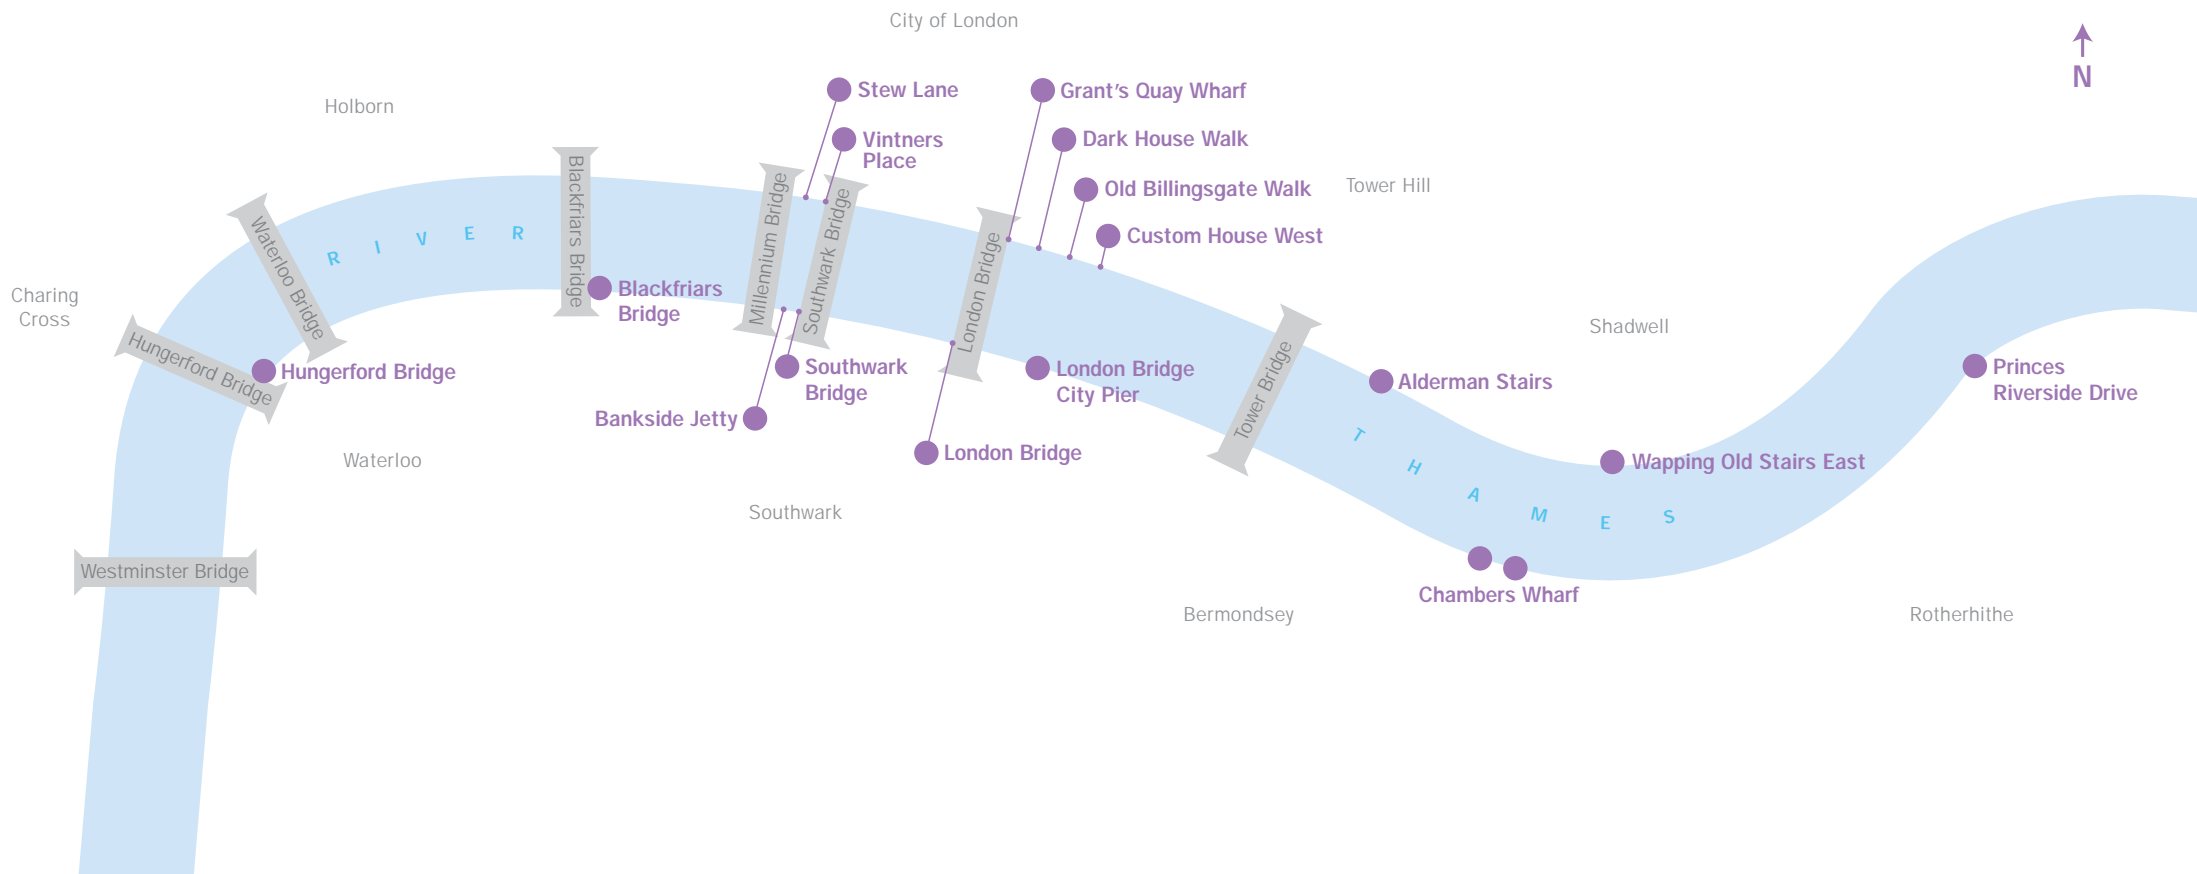 City of London
N
Stew Lane
Grant's Quay Wharf
Holborn
Vintners
Place
Dark House Walk
Old Billingsgate Walk
Tower Hill
Custom House West
Blackfriars Bridge
Millennium Bridge
Southwark Bridge
London Bridge
Waterloo Bridge
RIVER
Charing
Cross
Hungerford Bridge
Blackfriars
Bridge
Hungerford Bridge
Southwark
Bridge
Bankside Jetty
London Bridge
City Pier
London Bridge
Tower Bridge
Alderman Stairs
Shadwell
Princes
Riverside Drive
Waterloo
Southwark
THAMES
Wapping Old Stairs East
Westminster Bridge
Chambers Wharf
Bermondsey
Rotherhithe